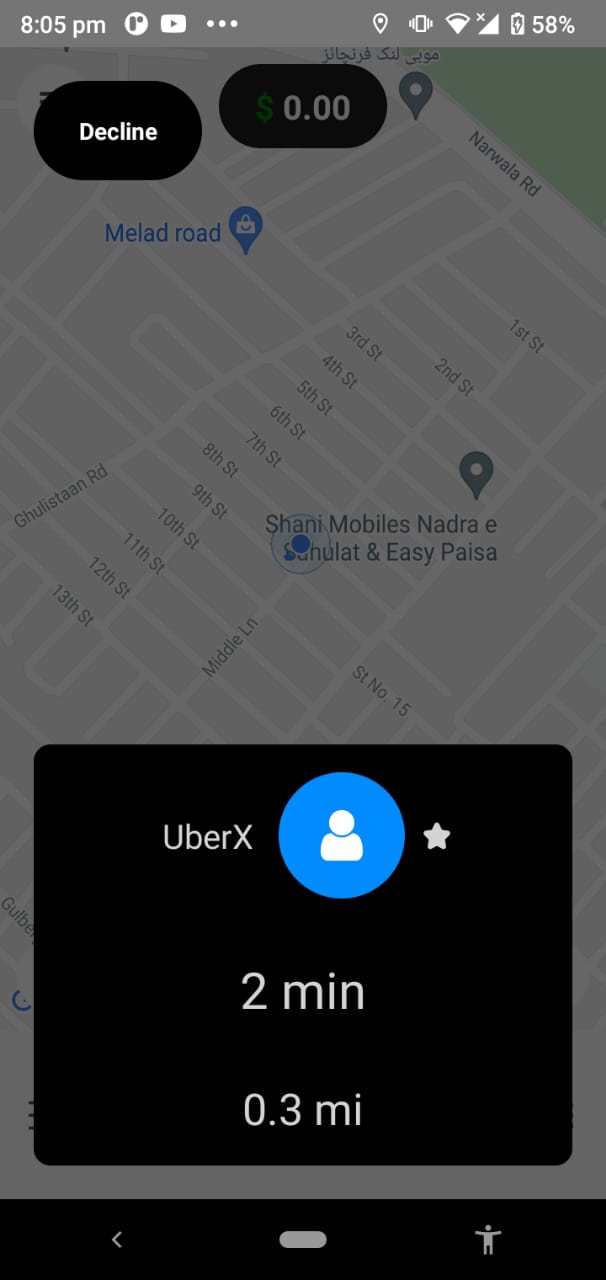 8:05 pm
58%
موبی لنک فرنچائز
Decline
$ 0.00
Narwala Rd
Melad road
1st St
3rd St
4th St
2nd St
5th St
6th St
7th St
8th St
Ghulistaan Rd
9th St
10th St
Shani Mobiles Nadra e
Sahulat & Easy Paisa
11th St
12th St
13th St
Middle Ln
St No. 15
UberX
Gulber
2 min
0.3 mi